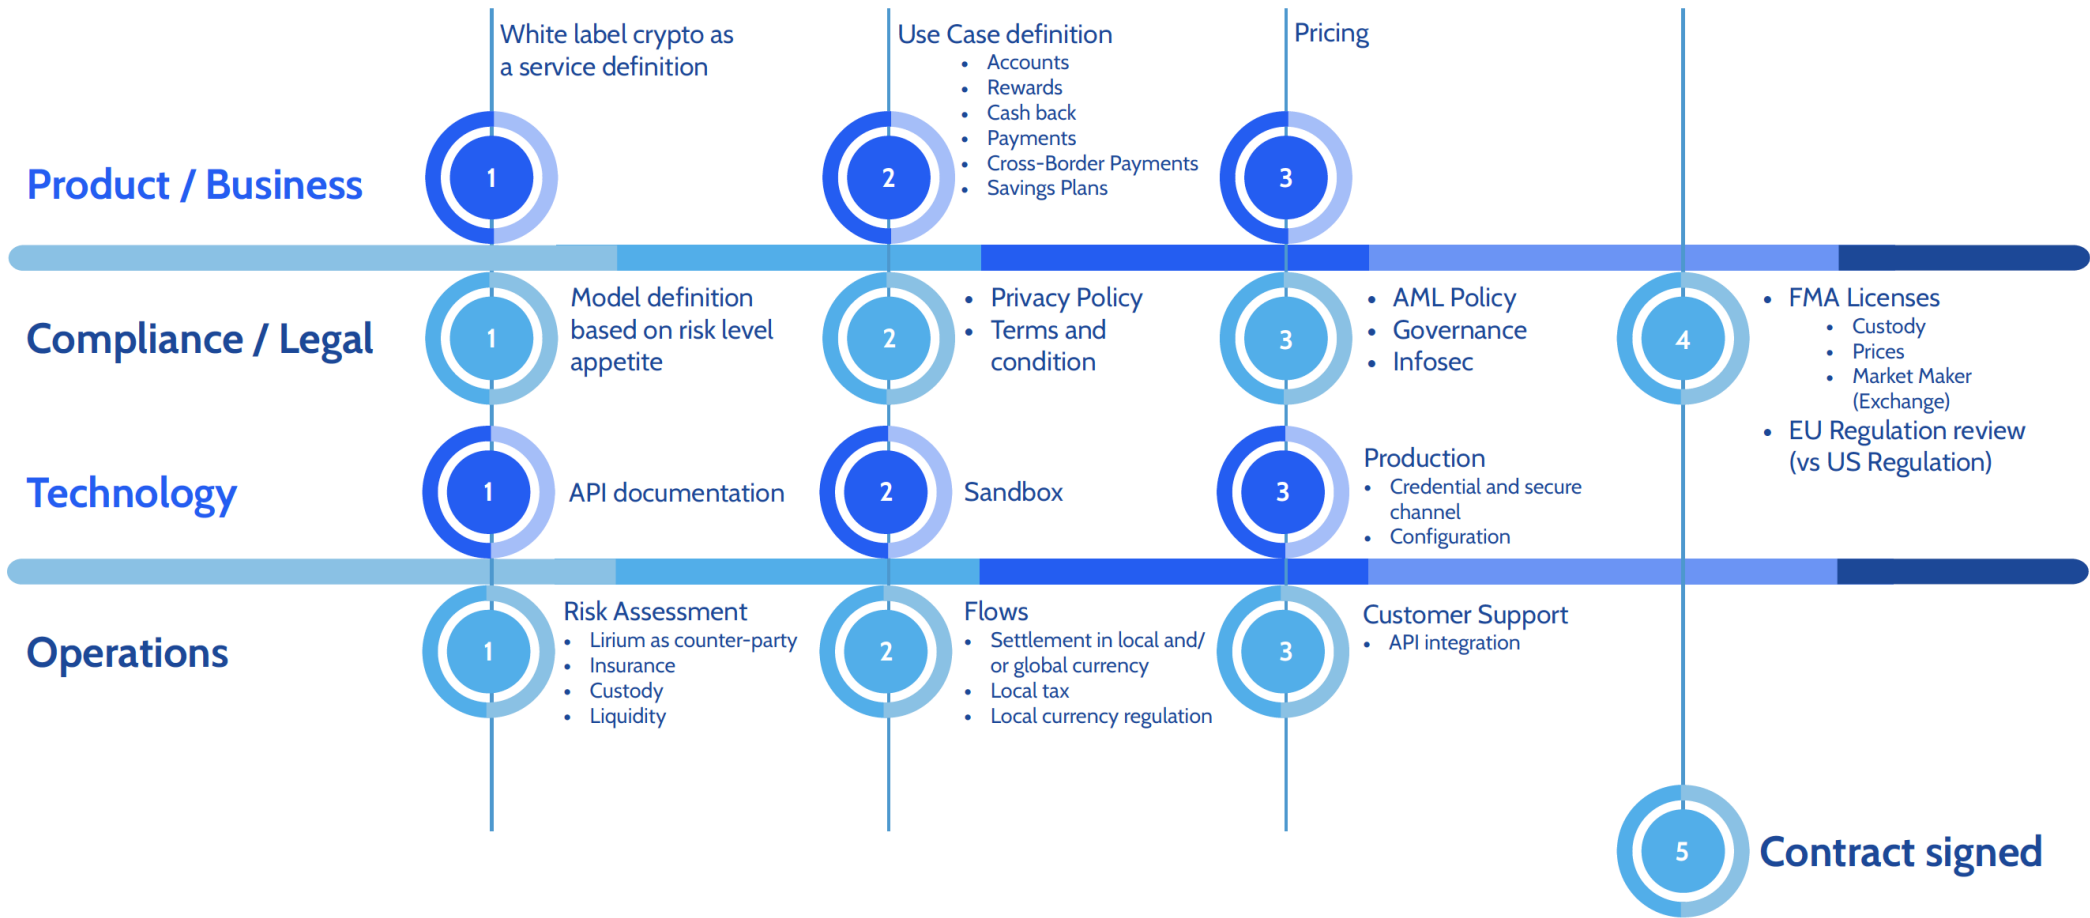 White label crypto as
a service definition
Use Case definition
• Accounts
• Rewards
• Cash back
• Payments
• Cross-Border Payments
• Savings Plans
Pricing
Product / Business
1
2
3
Compliance / Legal
1
Model definition
based on risk level
appetite
2
• Privacy Policy
• Terms and
condition
3
• AML Policy
• Governance
• Infosec
4
• FMA Licenses
• Custody
• Prices
• Market Maker
(Exchange)
• EU Regulation review
(vs US Regulation)
Technology
1
API documentation
2
Sandbox
3
Production
• Credential and secure
channel
• Configuration
Operations
1
Risk Assessment
• Lirium as counter-party
• Insurance
• Custody
• Liquidity
2
Flows
• Settlement in local and/
or global currency
• Local tax
• Local currency regulation
3
Customer Support
• API integration
5
Contract signed